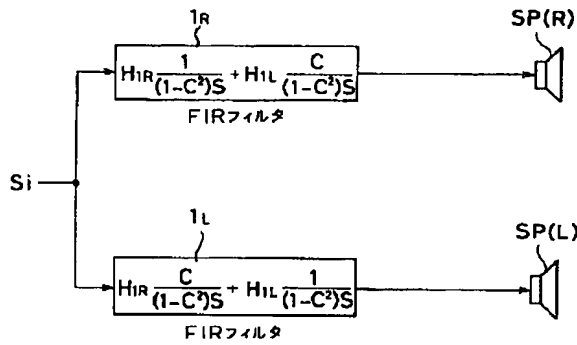 1R
SP(R)
H1R 1/(1-C²)S + H1L C/(1-C²)S
FIRフィルタ
Si
1L
SP(L)
H1R C/(1-C²)S + H1L 1/(1-C²)S
FIRフィルタ